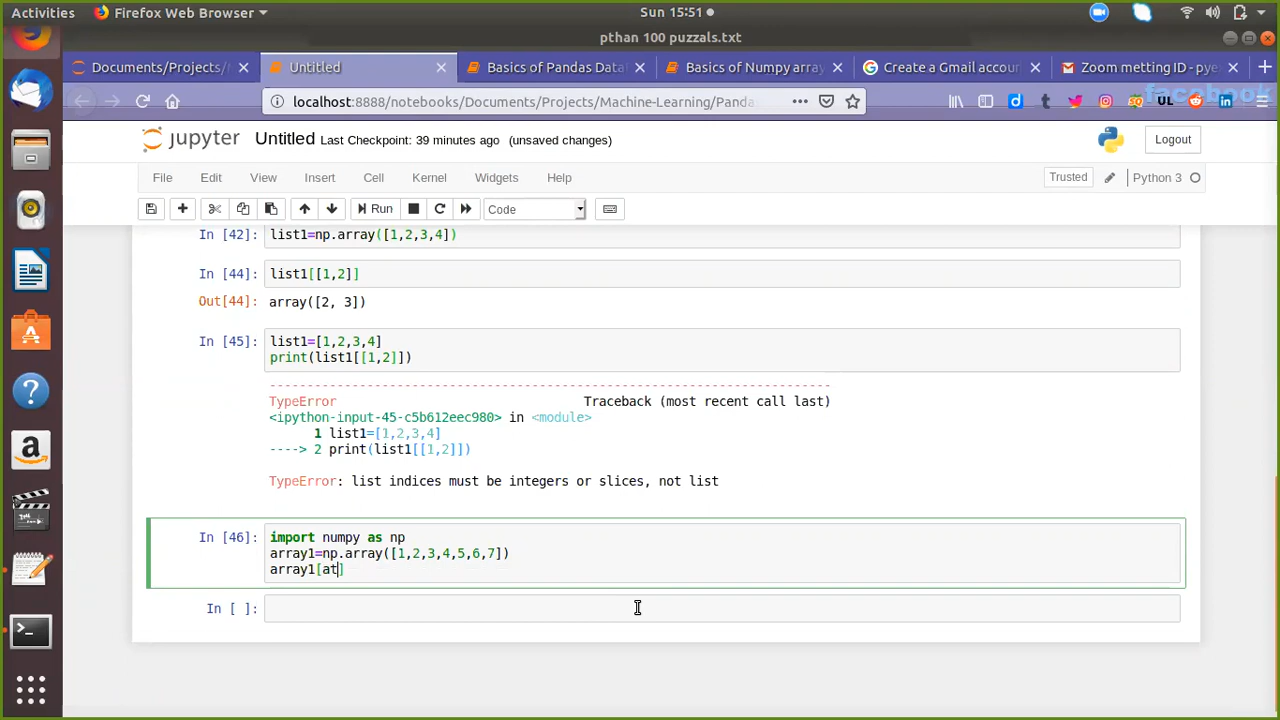 Activities Firefox Web Browser Sun 15:51
pthan 100 puzzals.txt
Documents/Projects/ Untitled Basics of Pandas Data Basics of Numpy array Create a Gmail accou Zoom metting ID - pye
localhost:8888/notebooks/Documents/Projects/Machine-Learning/Panda
facebook
jupyter Untitled Last Checkpoint: 39 minutes ago (unsaved changes) Logout
File Edit View Insert Cell Kernel Widgets Help Trusted Python 3
Run Code
In [42]: list1=np.array([1,2,3,4])
In [44]: list1[[1,2]]
Out[44]: array([2, 3])
In [45]: list1=[1,2,3,4]
print(list1[[1,2]])
---------------------------------------------------------------------------
TypeError Traceback (most recent call last)
<ipython-input-45-c5b612eec980> in <module>
1 list1=[1,2,3,4]
----> 2 print(list1[[1,2]])
TypeError: list indices must be integers or slices, not list
In [46]: import numpy as np
array1=np.array([1,2,3,4,5,6,7])
array1[at]
In [ ]: